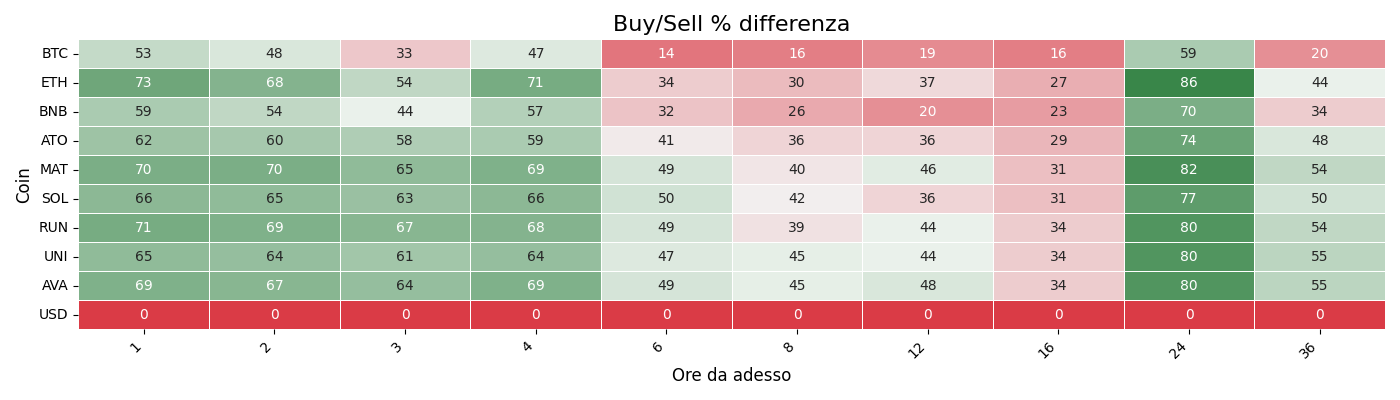 Buy/Sell % differenza
Coin
BTC 53 48 33 47 14 16 19 16 59 20
ETH 73 68 54 71 34 30 37 27 86 44
BNB 59 54 44 57 32 26 20 23 70 34
ATO 62 60 58 59 41 36 36 29 74 48
MAT 70 70 65 69 49 40 46 31 82 54
SOL 66 65 63 66 50 42 36 31 77 50
RUN 71 69 67 68 49 39 44 34 80 54
UNI 65 64 61 64 47 45 44 34 80 55
AVA 69 67 64 69 49 45 48 34 80 55
USD 0 0 0 0 0 0 0 0 0 0
1 2 3 4 6 8 12 16 24 36
Ore da adesso